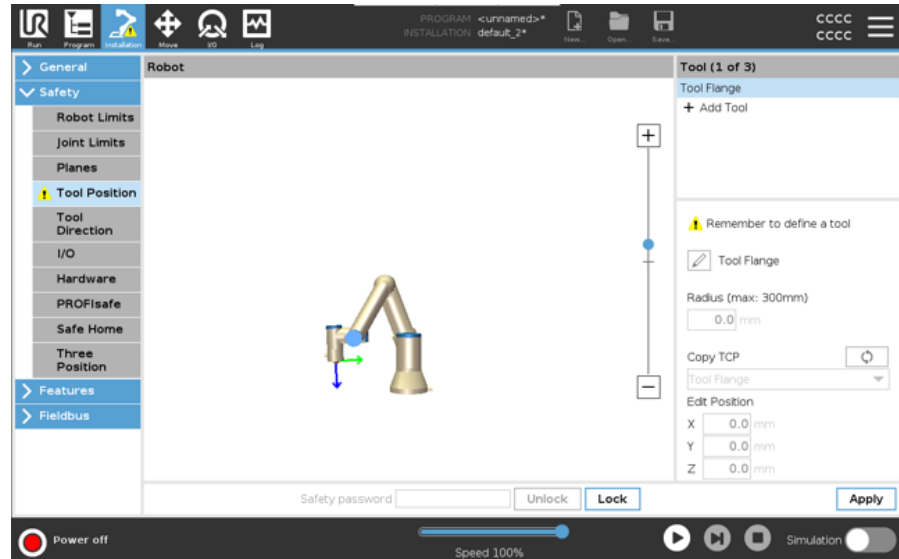 UR
PROGRAM <unnamed>*
INSTALLATION default_2*
Run
Program
Installation
Move
I/O
Log
New...
Open...
Save...
CCCC
CCCC
General
Safety
Robot Limits
Joint Limits
Planes
Tool Position
Tool
Direction
I/O
Hardware
PROFIsafe
Safe Home
Three
Position
Features
Fieldbus
Robot
Tool (1 of 3)
Tool Flange
+ Add Tool
Remember to define a tool
Tool Flange
Radius (max: 300mm)
0.0 mm
Copy TCP
Tool Flange
Edit Position
X 0.0 mm
Y 0.0 mm
Z 0.0 mm
Safety password
Unlock
Lock
Apply
Power off
Speed 100%
Simulation